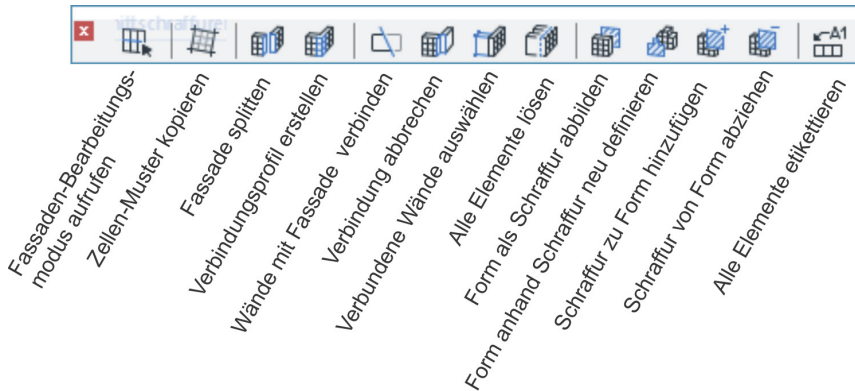 A1
Fassaden-Bearbeitungs-
modus aufrufen
Zellen-Muster kopieren
Fassade splitten
Verbindungsprofil erstellen
Wände mit Fassade verbinden
Verbindung abbrechen
Verbundene Wände auswählen
Alle Elemente lösen
Form als Schraffur abbilden
Form anhand Schraffur neu definieren
Schraffur zu Form hinzufügen
Schraffur von Form abziehen
Alle Elemente etikettieren